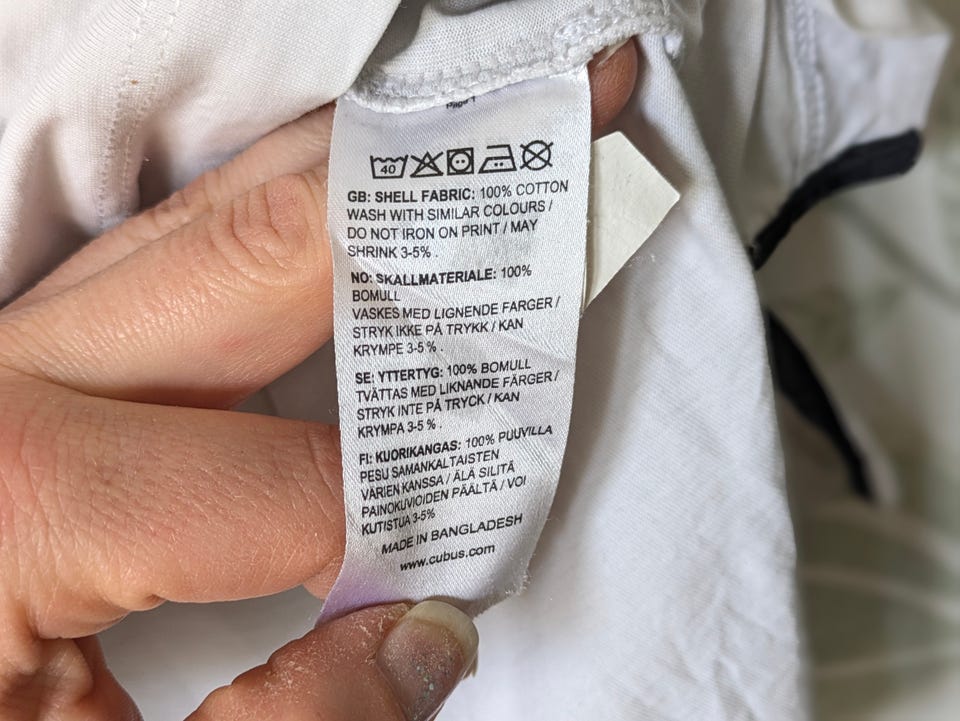 Page 1
40
GB: SHELL FABRIC: 100% COTTON
WASH WITH SIMILAR COLOURS /
DO NOT IRON ON PRINT / MAY
SHRINK 3-5% .
NO: SKALLMATERIALE: 100%
BOMULL
VASKES MED LIGNENDE FARGER /
STRYK IKKE PÅ TRYKK / KAN
KRYMPE 3-5 % .
SE: YTTERTYG: 100% BOMULL
TVÄTTAS MED LIKNANDE FÄRGER /
STRYK INTE PÅ TRYCK / KAN
KRYMPA 3-5 % .
FI: KUORIKANGAS: 100% PUUVILLA
PESU SAMANKALTAISTEN
VÄRIEN KANSSA / ÄLÄ SILITÄ
PAINOKUVIOIDEN PÄÄLTÄ / VOI
KUTISTUA 3-5%
MADE IN BANGLADESH
www.cubus.com